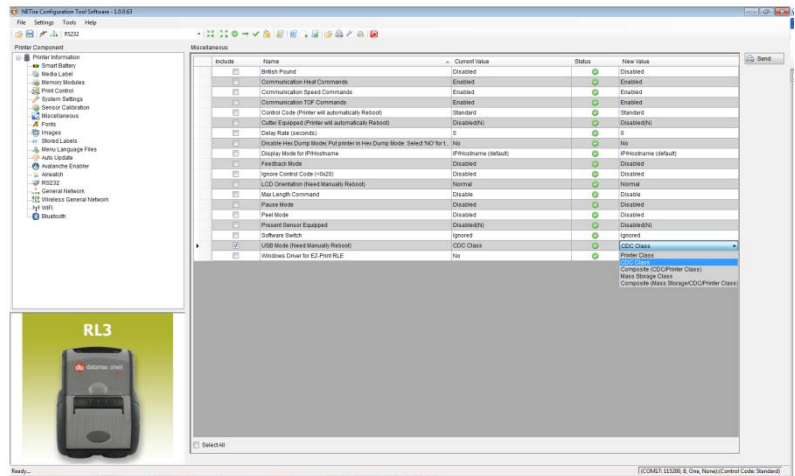 NETira Configuration Tool Software - 1.0.0.63
File Settings Tools Help
RS232
Printer Component
Miscellaneous
Printer Information
Smart Battery
Media Label
Memory Modules
Print Control
System Settings
Sensor Calibration
Miscellaneous
Fonts
Images
Stored Labels
Menu Language Files
Auto Update
Avalanche Enabler
Airwatch
RS232
General Network
Wireless General Network
WIFI
Bluetooth
Include Name Current Value Status New Value
British Pound Disabled Disabled
Communication Heat Commands Enabled Enabled
Communication Speed Commands Enabled Enabled
Communication TOF Commands Enabled Enabled
Control Code (Printer will automatically Reboot) Standard Standard
Cutter Equipped (Printer will automatically Reboot) Disabled(N) Disabled(N)
Delay Rate (seconds) 0 0
Disable Hex Dump Mode( Put printer in Hex Dump Mode. Select 'NO' for t... No No
Display Mode for IP/Hostname IP/Hostname (default) IP/Hostname (default)
Feedback Mode Disabled Disabled
Ignore Control Code (<0x20) Disabled Disabled
LCD Orientation (Need Manually Reboot) Normal Normal
Max Length Command Disable Disable
Pause Mode Disabled Disabled
Peel Mode Disabled Disabled
Present Sensor Equipped Disabled(N) Disabled(N)
Software Switch Ignored Ignored
USB Mode (Need Manually Reboot) CDC Class CDC Class
Windows Driver for EZ-Print RLE No
Printer Class
CDC Class
Composite (CDC/Printer Class)
Mass Storage Class
Composite (Mass Storage/CDC/Printer Class)
Send
RL3
datamax oneil
Select All
Ready...
(COM17: 115200, 8, One, None):(Control Code: Standard)